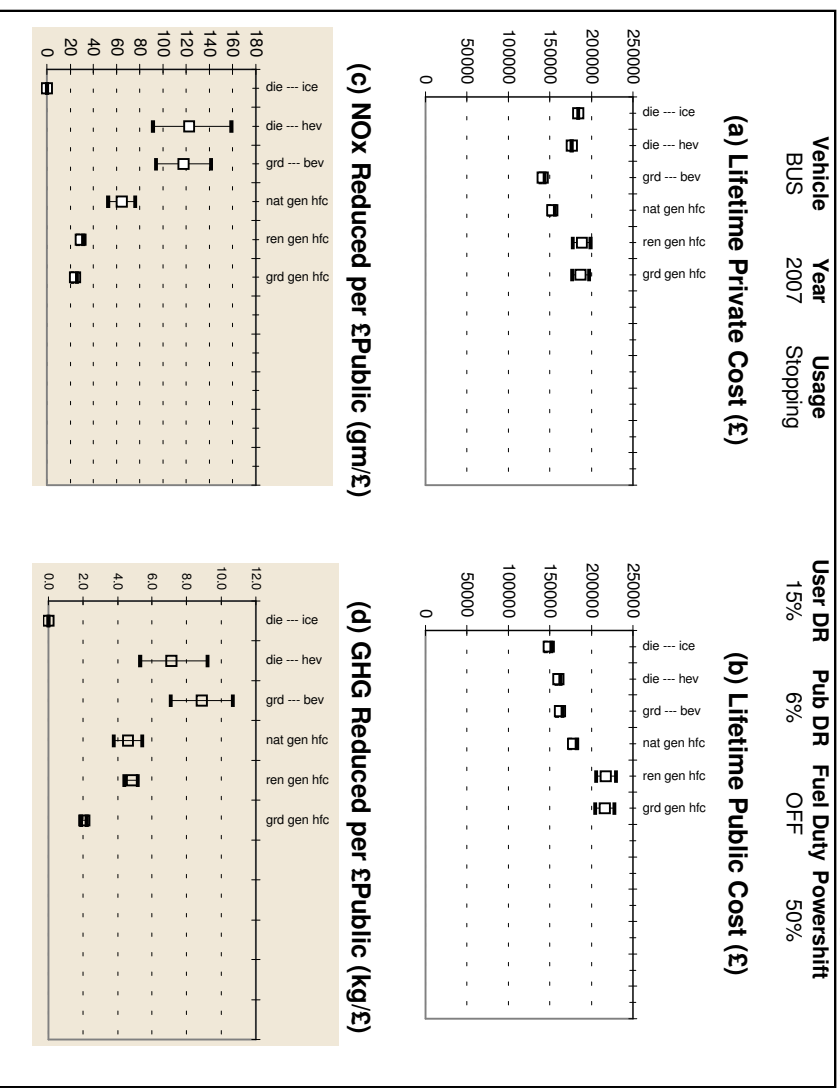 Vehicle Year Usage User DR Pub DR Fuel Duty Powershift
BUS 2007 Stopping 15% 6% OFF 50%
(a) Lifetime Private Cost (£)
250000
200000
150000
100000
50000
0
die --- ice
die --- hev
grd --- bev
nat gen hfc
ren gen hfc
grd gen hfc
(b) Lifetime Public Cost (£)
250000
200000
150000
100000
50000
0
die --- ice
die --- hev
grd --- bev
nat gen hfc
ren gen hfc
grd gen hfc
(c) NOx Reduced per £Public (gm/£)
180
160
140
120
100
80
60
40
20
0
die --- ice
die --- hev
grd --- bev
nat gen hfc
ren gen hfc
grd gen hfc
(d) GHG Reduced per £Public (kg/£)
12.0
10.0
8.0
6.0
4.0
2.0
0.0
die --- ice
die --- hev
grd --- bev
nat gen hfc
ren gen hfc
grd gen hfc